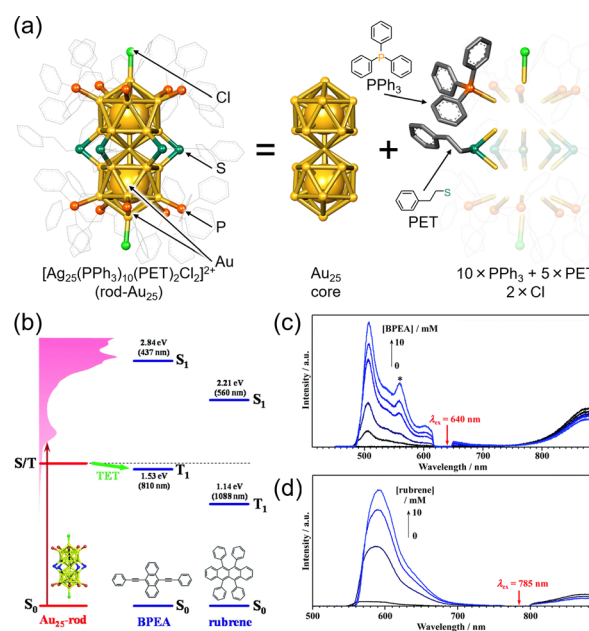 (a)
Cl
S
P
Au
[Ag25(PPh3)10(PET)2Cl2]2+
(rod-Au25)
=
Au25
core
+
PPh3
P
PET
S
10 × PPh3 + 5 × PET
2 × Cl
(b)
2.84 eV
(437 nm)
S1
2.21 eV
(560 nm)
S1
S/T
TET
T1
1.53 eV
(810 nm)
1.14 eV
(1088 nm)
T1
S0
S0
S0
Au25-rod
BPEA
rubrene
(c)
[BPEA] / mM
10
0
*
λex = 640 nm
Intensity / a.u.
500
600
700
800
Wavelength / nm
(d)
[rubrene]
/ mM
10
0
λex = 785 nm
Intensity / a.u.
500
600
700
800
Wavelength / nm